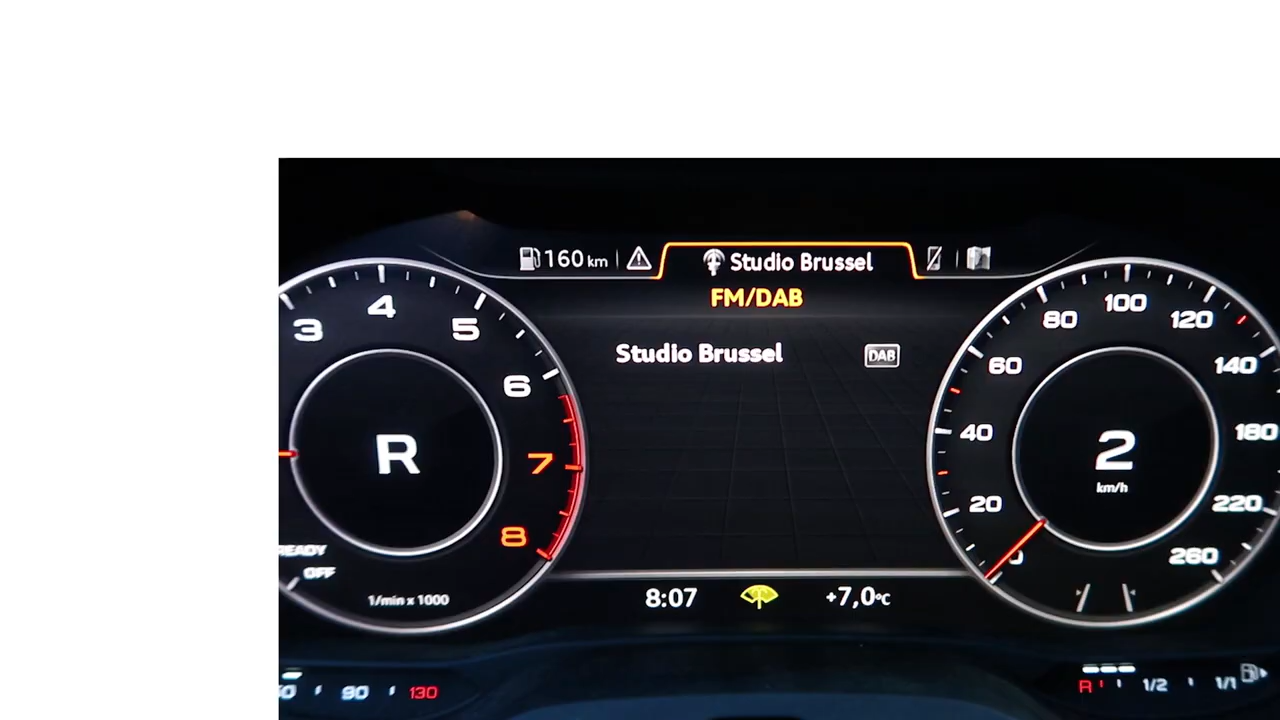 160 km
Studio Brussel
FM/DAB
Studio Brussel
DAB
3
4
5
6
7
8
R
READY
OFF
1/min x 1000
20
40
60
80
100
120
140
180
220
260
0
2
km/h
8:07
+7,0°C
90
130
R
1/2
1/1